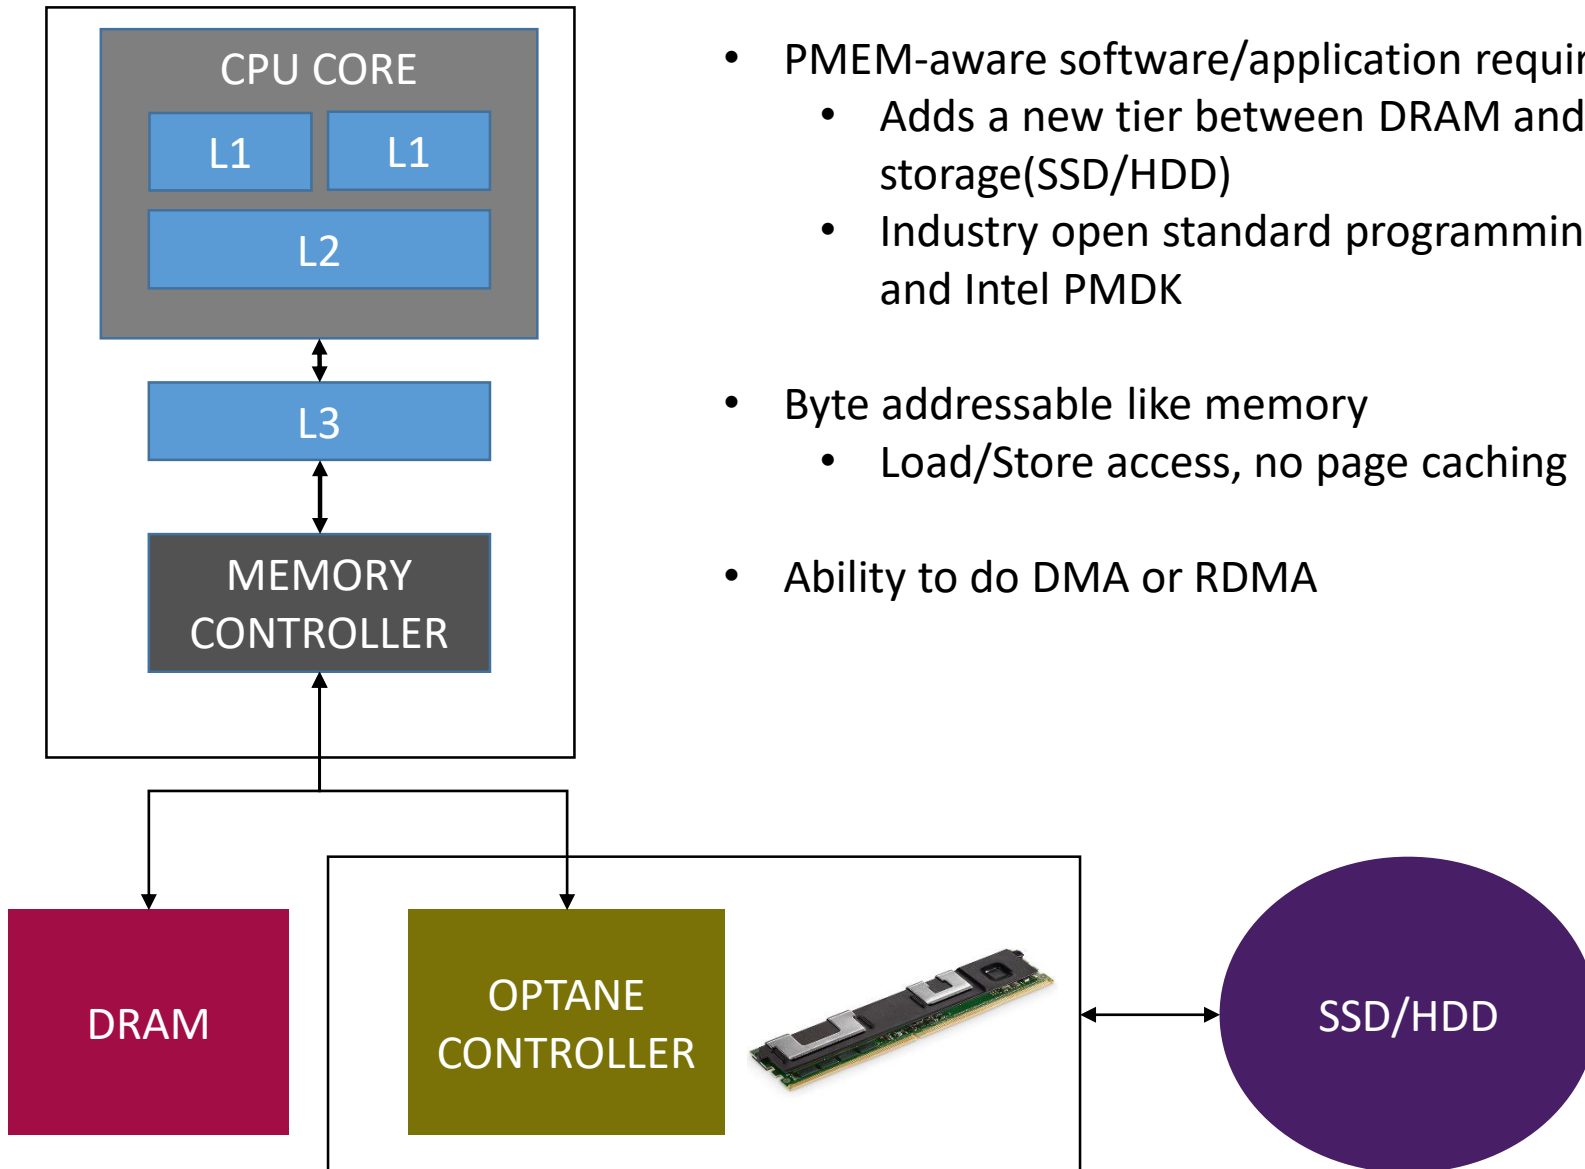 CPU CORE
L1
L1
L2
L3
MEMORY
CONTROLLER
DRAM
OPTANE
CONTROLLER
SSD/HDD
• PMEM-aware software/application
• Adds a new tier between DRAM and
storage(SSD/HDD)
• Industry open standard
and Intel PMDK
• Byte addressable like memory
• Load/Store access, no page caching
• Ability to do DMA or RDMA